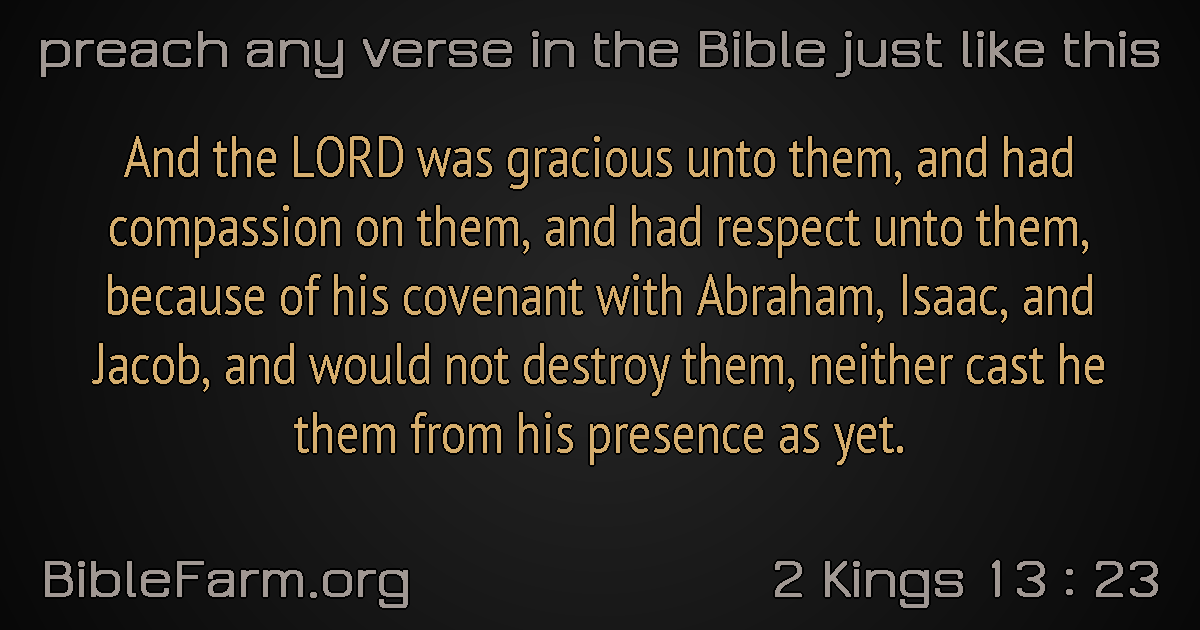 preach any verse in the Bible just like this
And the LORD was gracious unto them, and had
compassion on them, and had respect unto them,
because of his covenant with Abraham, Isaac, and
Jacob, and would not destroy them, neither cast he
them from his presence as yet.
BibleFarm.org
2 Kings 13 : 23